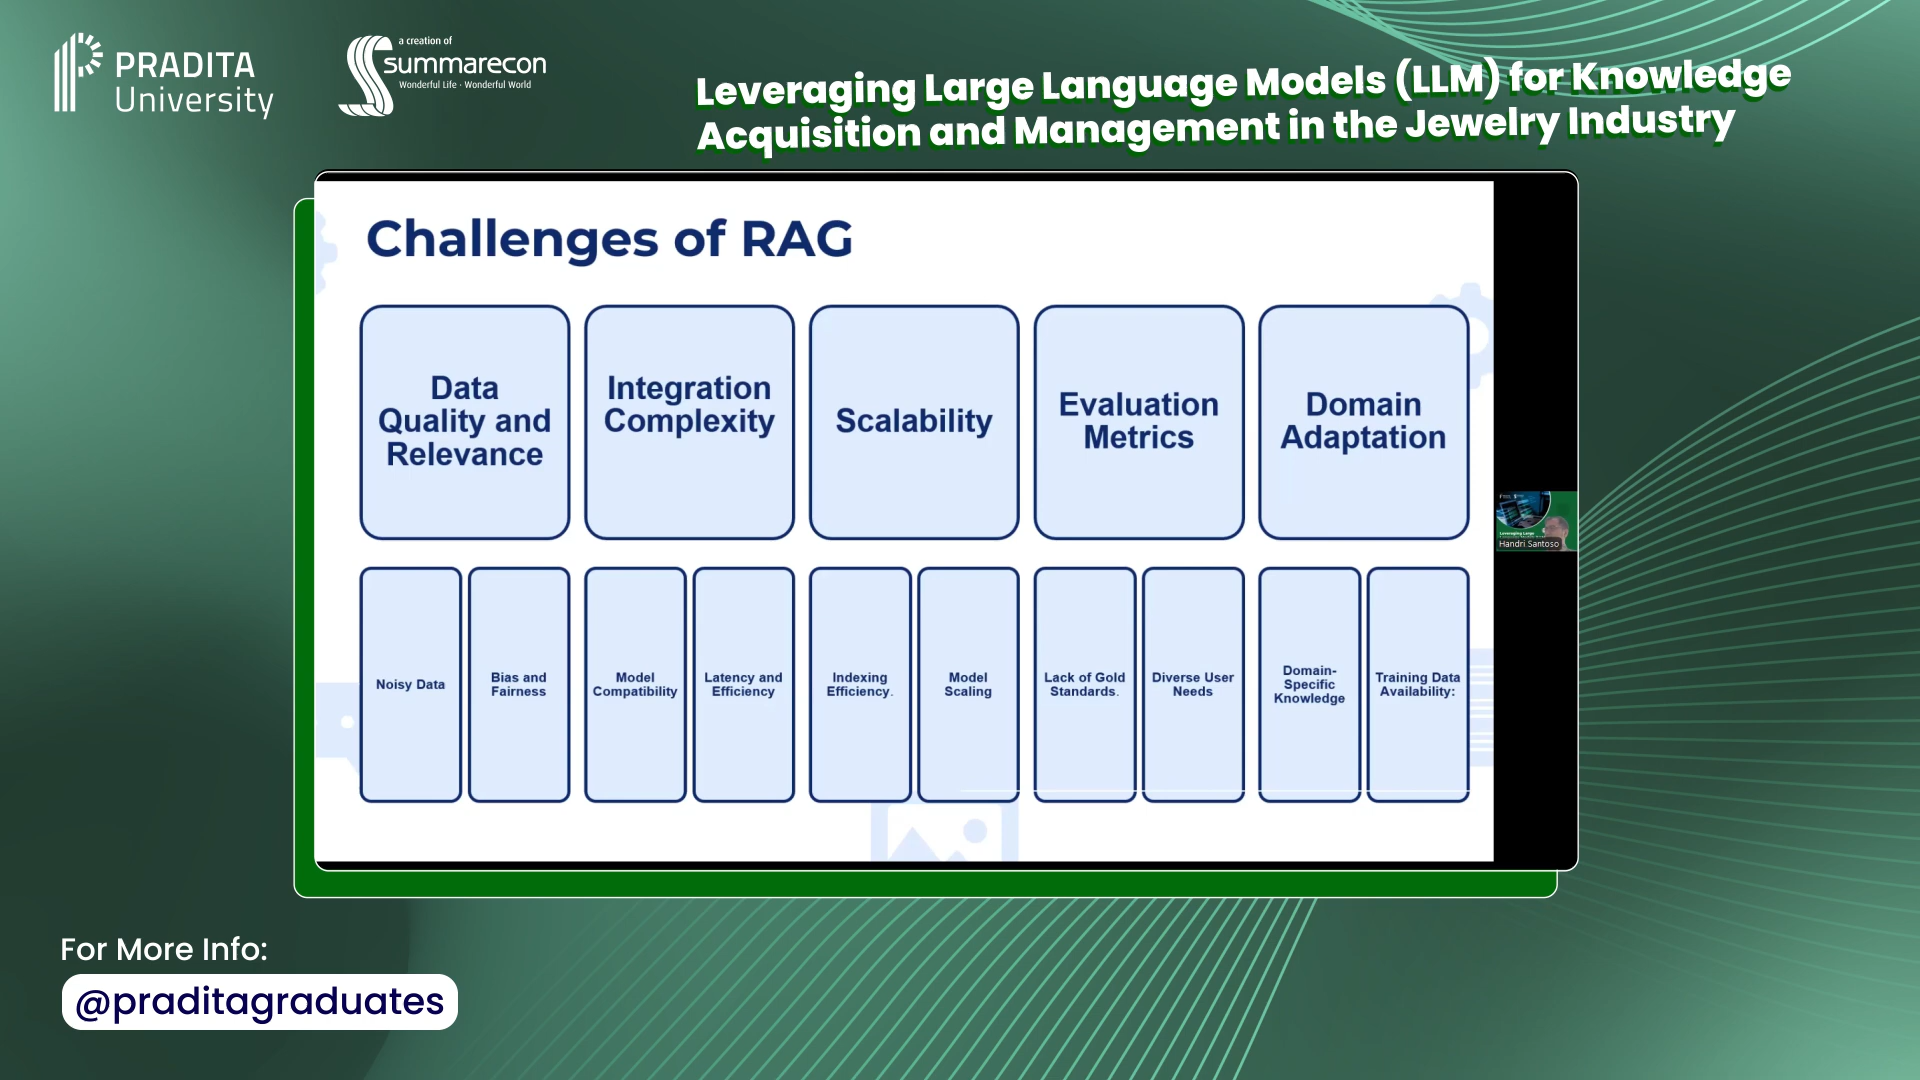 PRADITA
University
a creation of
summarecon
Wonderful Life · Wonderful World
Leveraging Large Language Models (LLM) for Knowledge
Acquisition and Management in the Jewelry Industry
Challenges of RAG
Data
Quality and
Relevance
Integration
Complexity
Scalability
Evaluation
Metrics
Domain
Adaptation
Noisy Data
Bias and
Fairness
Model
Compatibility
Latency and
Efficiency
Indexing
Efficiency.
Model
Scaling
Lack of Gold
Standards.
Diverse User
Needs
Domain-
Specific
Knowledge
Training Data
Availability:
Leveraging Large
Handri Santoso
For More Info:
@praditagraduates